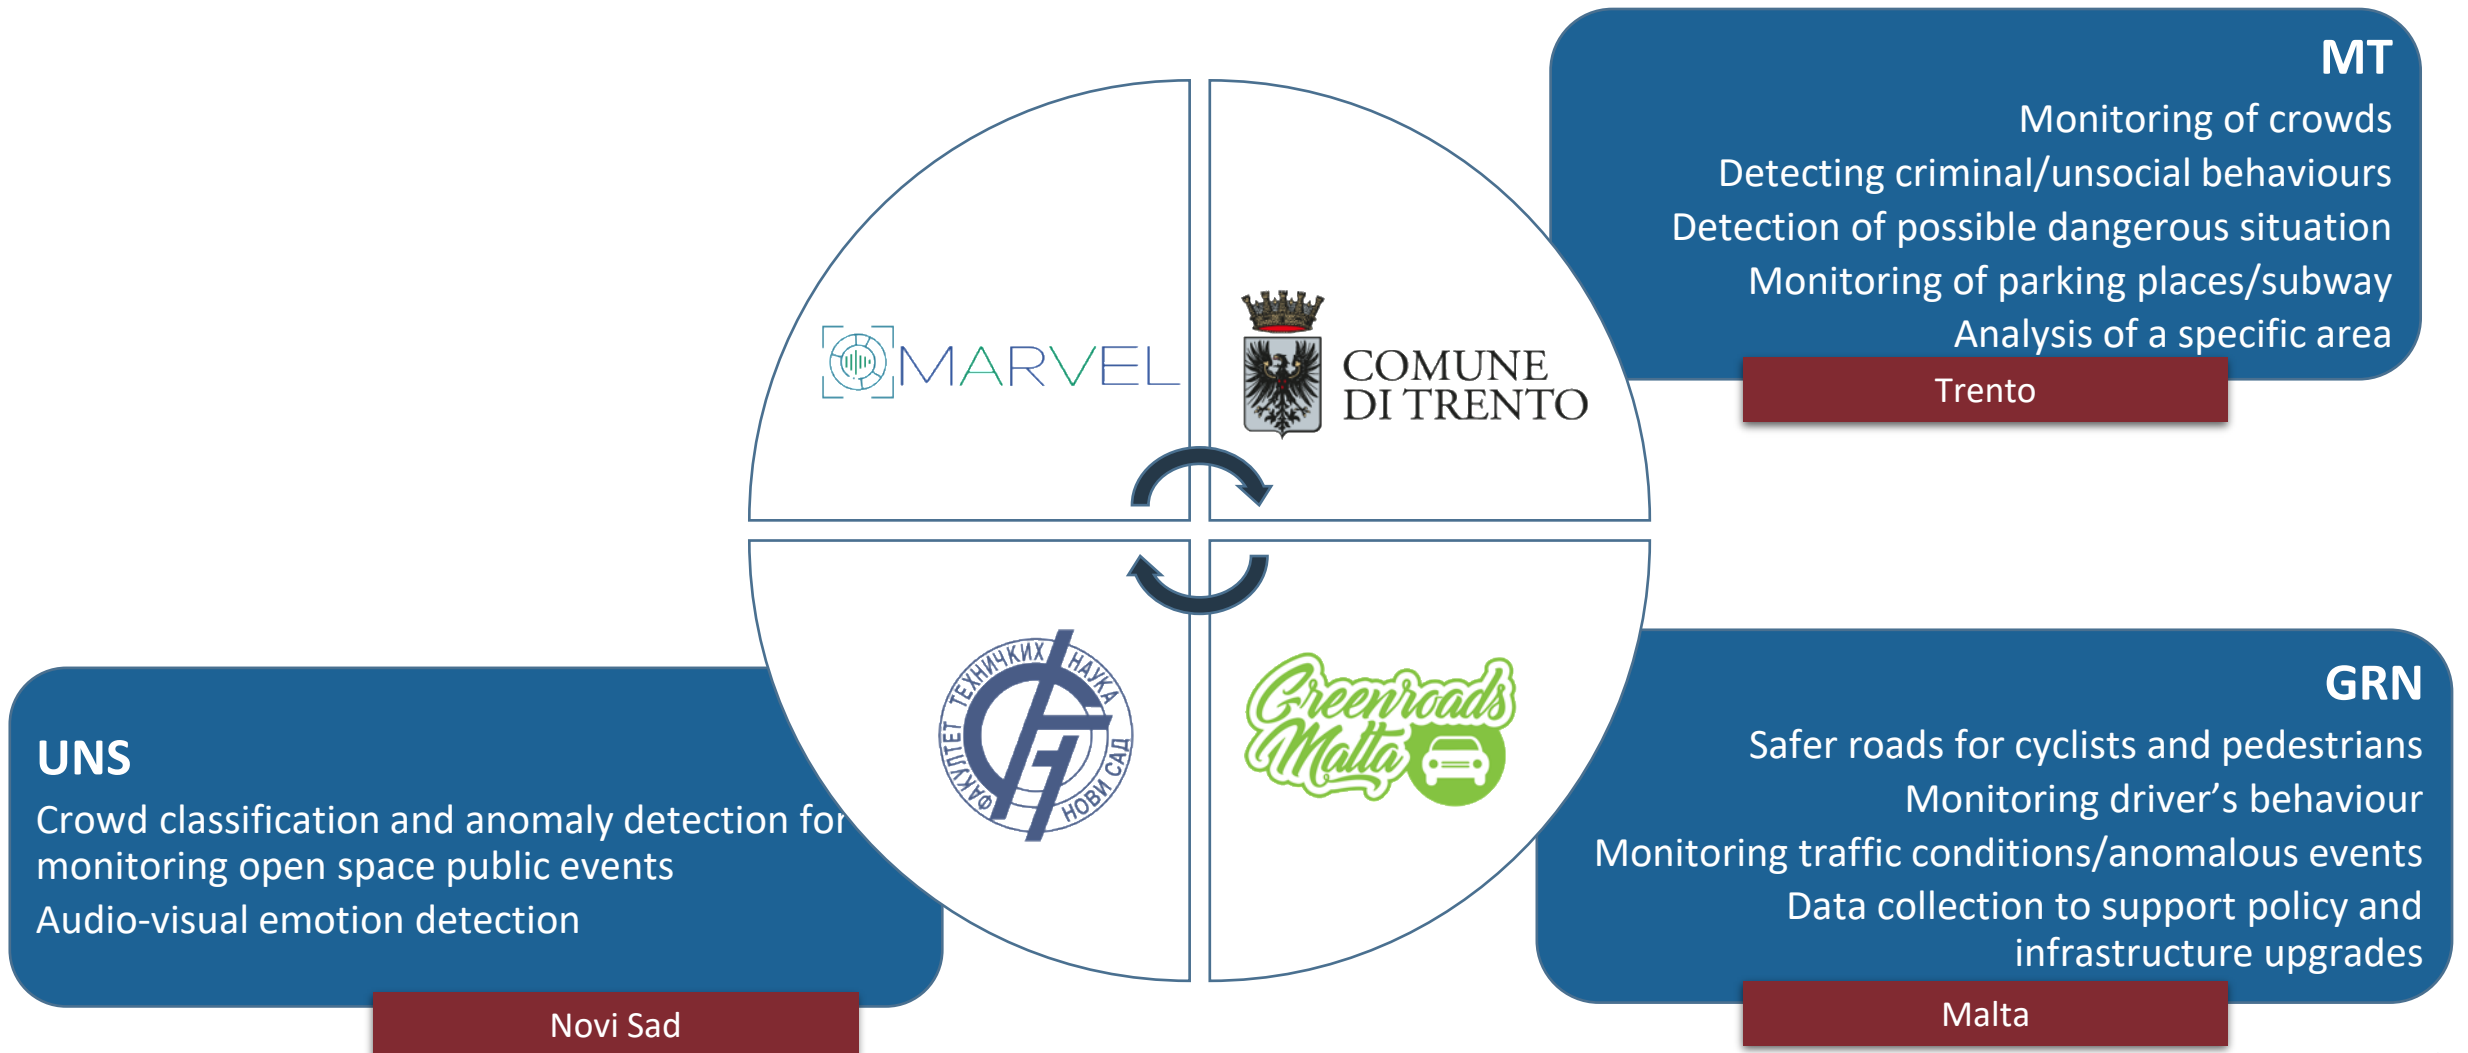 MARVEL
COMUNE
DI TRENTO
MT
Monitoring of crowds
Detecting criminal/unsocial behaviours
Detection of possible dangerous situation
Monitoring of parking places/subway
Analysis of a specific area
Trento
UNS
Crowd classification and anomaly detection for
monitoring open space public events
Audio-visual emotion detection
Novi Sad
ФАКУЛТЕТ ТЕХНИЧКИХ НАУКА
НОВИ САД
Greenroads
Malta
GRN
Safer roads for cyclists and pedestrians
Monitoring driver’s behaviour
Monitoring traffic conditions/anomalous events
Data collection to support policy and
infrastructure upgrades
Malta